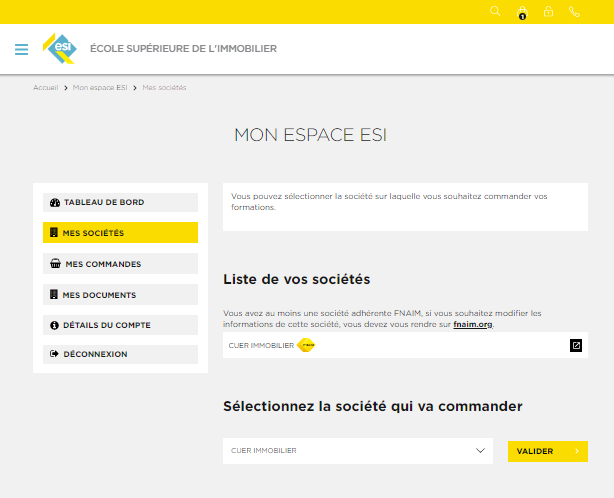 1
esi
ÉCOLE SUPÉRIEURE DE L'IMMOBILIER
Accueil > Mon espace ESI > Mes sociétés
MON ESPACE ESI
TABLEAU DE BORD
MES SOCIÉTÉS
MES COMMANDES
MES DOCUMENTS
DÉTAILS DU COMPTE
DÉCONNEXION
Vous pouvez sélectionner la société sur laquelle vous souhaitez commander vos
formations.
Liste de vos sociétés
Vous avez au moins une société adhérente FNAIM, si vous souhaitez modifier les
informations de cette société, vous devez vous rendre sur fnaim.org.
CUER IMMOBILIER
Sélectionnez la société qui va commander
CUER IMMOBILIER
VALIDER >